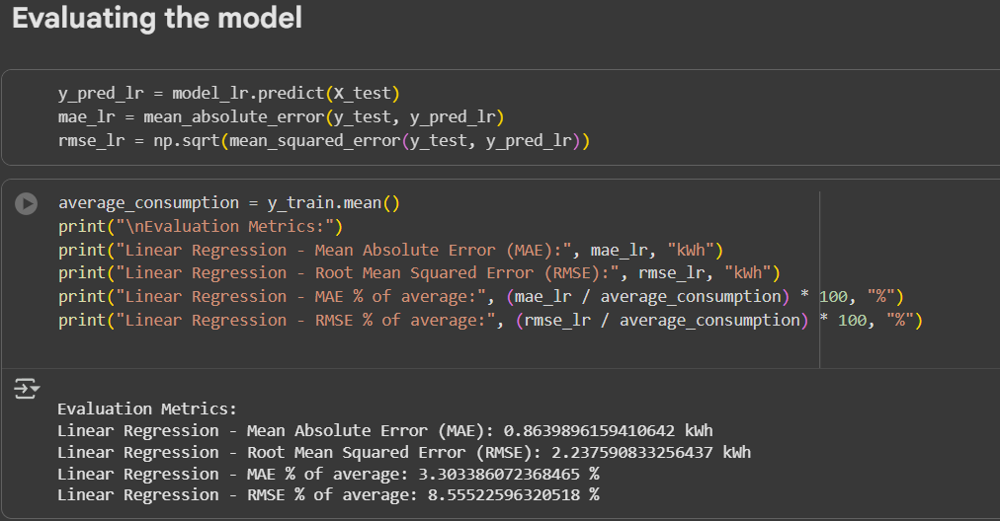 Evaluating the model
y_pred_lr = model_lr.predict(X_test)
mae_lr = mean_absolute_error(y_test, y_pred_lr)
rmse_lr = np.sqrt(mean_squared_error(y_test, y_pred_lr))
average_consumption = y_train.mean()
print("\nEvaluation Metrics:")
print("Linear Regression - Mean Absolute Error (MAE):", mae_lr, "kWh")
print("Linear Regression - Root Mean Squared Error (RMSE):", rmse_lr, "kWh")
print("Linear Regression - MAE % of average:", (mae_lr / average_consumption) * 100, "%")
print("Linear Regression - RMSE % of average:", (rmse_lr / average_consumption) * 100, "%")
Evaluation Metrics:
Linear Regression - Mean Absolute Error (MAE): 0.8639896159410642 kWh
Linear Regression - Root Mean Squared Error (RMSE): 2.237590833256437 kWh
Linear Regression - MAE % of average: 3.303386072368465 %
Linear Regression - RMSE % of average: 8.55522596320518 %